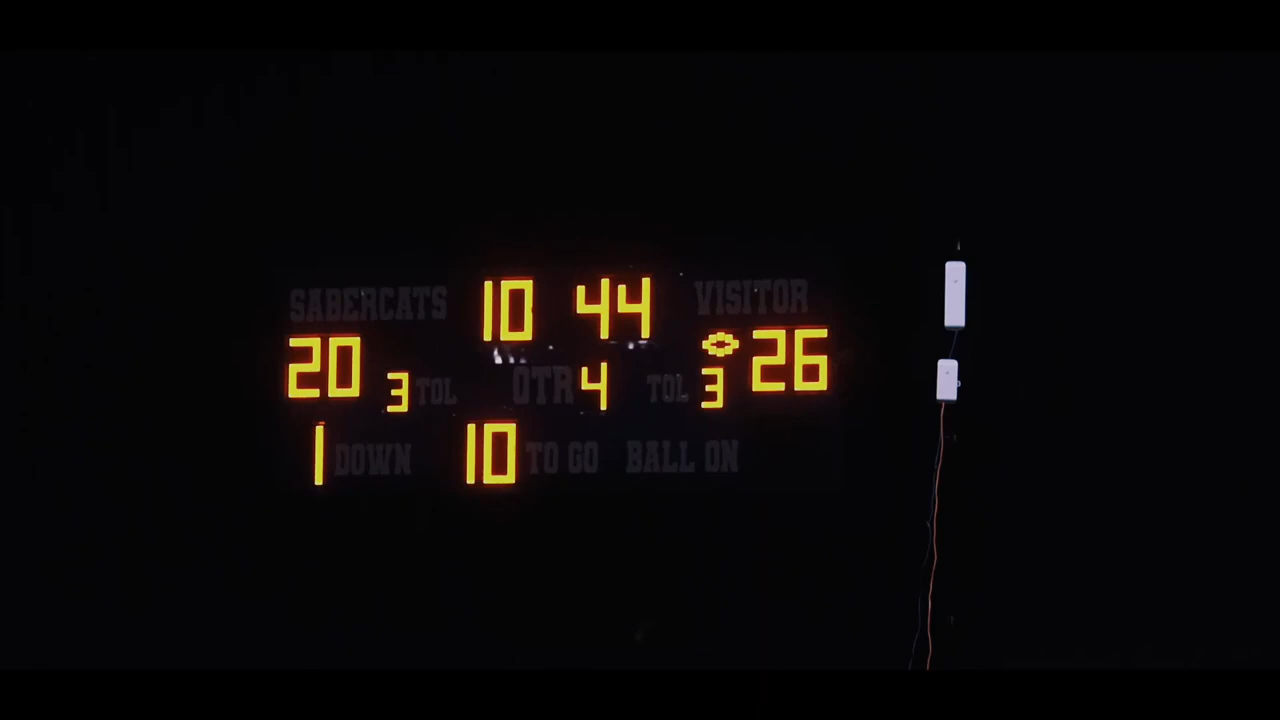 SABERCATS 10 44 VISITOR
20 3 TOL QTR 4 TOL 3 26
1 DOWN 10 TO GO BALL ON